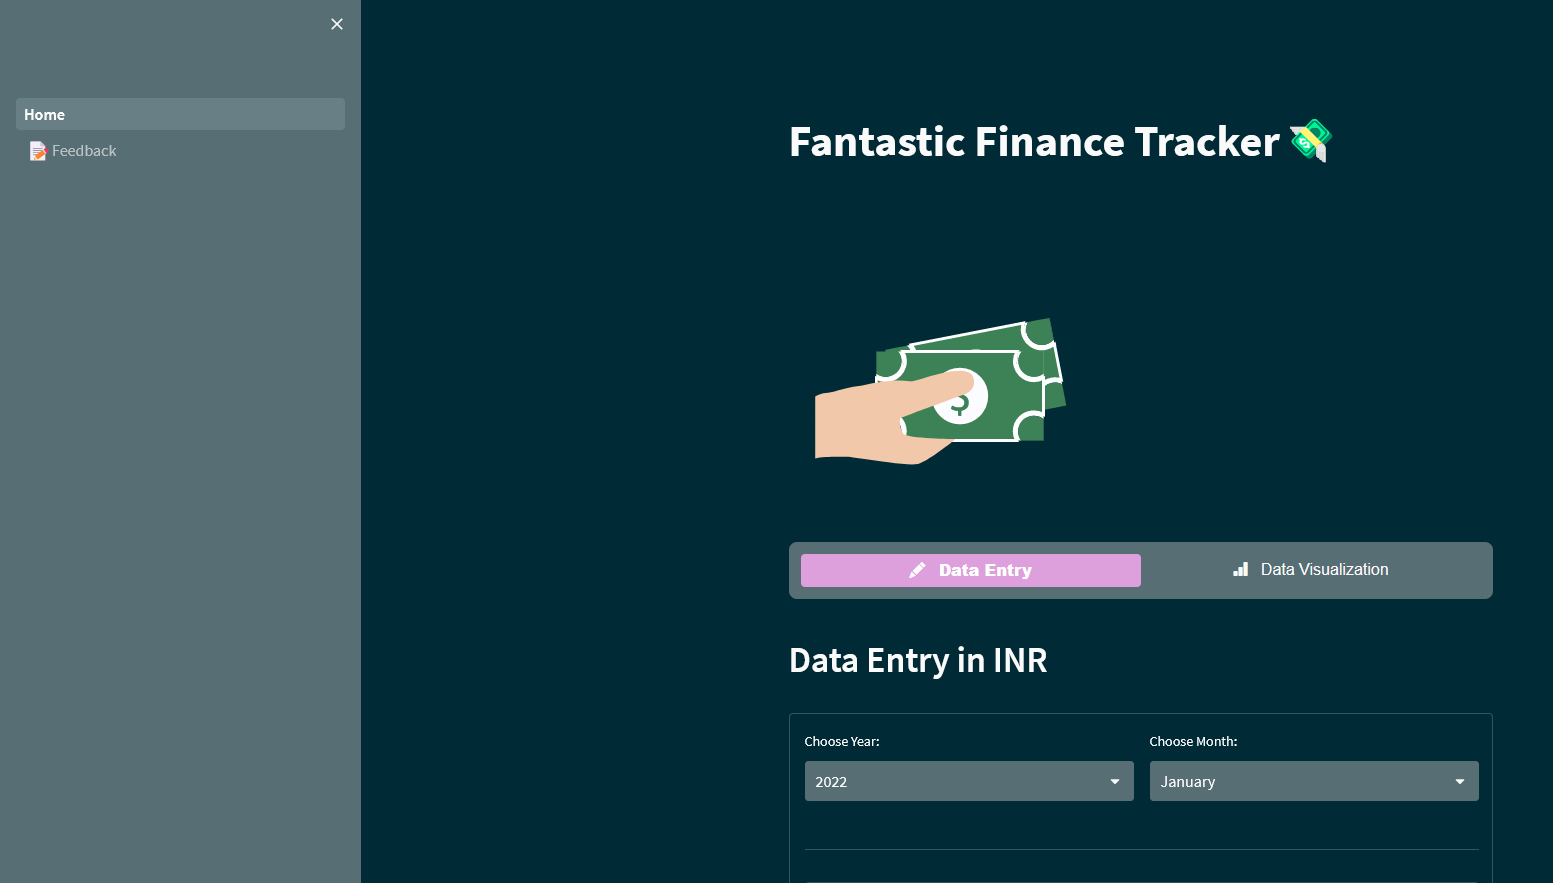 Home
Feedback
Fantastic Finance Tracker
$
Data Entry
Data Visualization
Data Entry in INR
Choose Year:
Choose Month:
2022
January